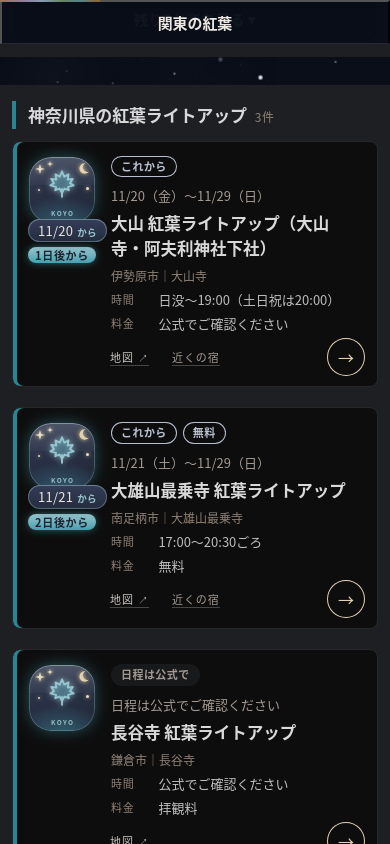 関東の紅葉
神奈川県の紅葉ライトアップ 3件
KOYO
11/20 から
1日後から
これから
11/20（金）〜11/29（日）
大山 紅葉ライトアップ（大山
寺・阿夫利神社下社）
伊勢原市｜大山寺
時間 日没〜19:00（土日祝は20:00）
料金 公式でご確認ください
地図 ↗ 近くの宿
→
KOYO
11/21 から
2日後から
これから 無料
11/21（土）〜11/29（日）
大雄山最乗寺 紅葉ライトアップ
南足柄市｜大雄山最乗寺
時間 17:00〜20:30ごろ
料金 無料
地図 ↗ 近くの宿
→
KOYO
日程は公式で
日程は公式でご確認ください
長谷寺 紅葉ライトアップ
鎌倉市｜長谷寺
時間 公式でご確認ください
料金 拝観料
地図 ↗ 近くの宿
→